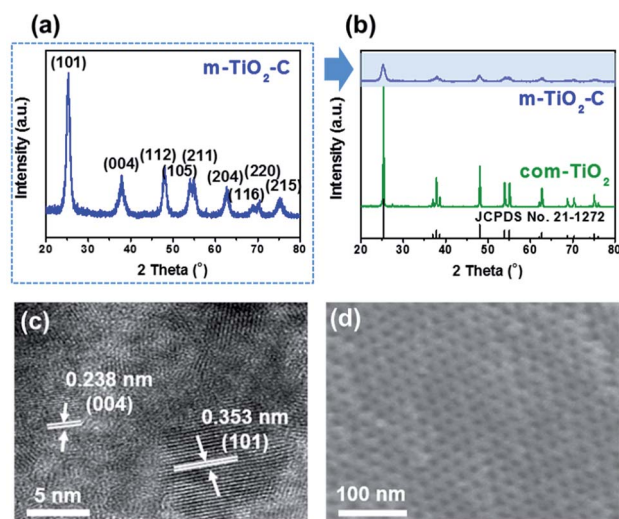 (a)
m-TiO₂-C
(101)
(004)
(112)
(105)
(211)
(204)
(116)
(220)
(215)
Intensity (a.u.)
20 30 40 50 60 70 80
2 Theta (°)
(b)
m-TiO₂-C
com-TiO₂
JCPDS No. 21-1272
Intensity (a.u.)
20 30 40 50 60 70 80
2 Theta (°)
(c)
0.238 nm
(004)
0.353 nm
(101)
5 nm
(d)
100 nm